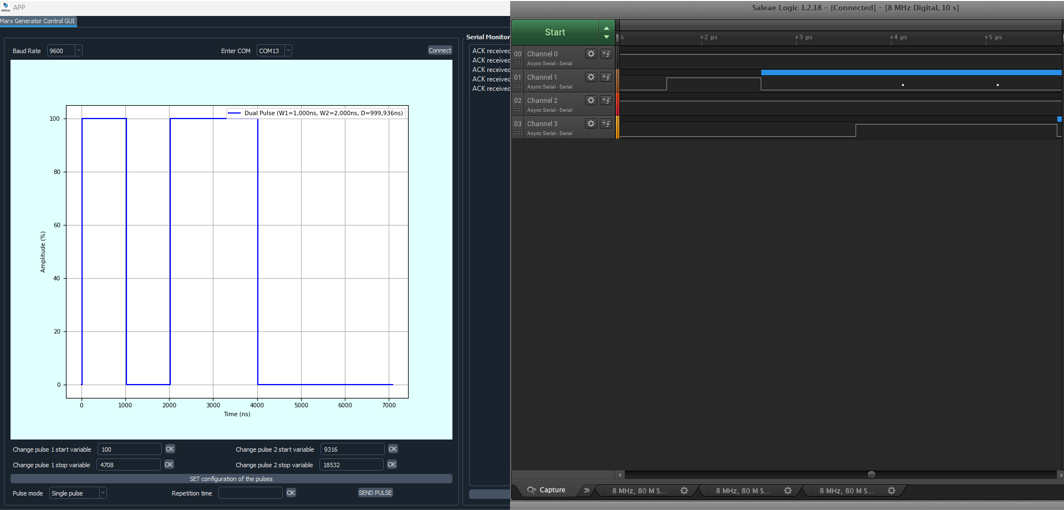 APP
Marx Generator Control GUI
Baud Rate 9600 Enter COM COM13 Connect
Dual Pulse (W1=1,000ns, W2=2,000ns, D=999,936ns)
100
80
60
40
20
0
Amplitude (%)
0 1000 2000 3000 4000 5000 6000 7000
Time (ns)
Change pulse 1 start variable 100 OK Change pulse 2 start variable 9316 OK
Change pulse 1 stop variable 4708 OK Change pulse 2 stop variable 18532 OK
SET configuration of the pulses
Pulse mode Single pulse Repetition time OK SEND PULSE
Serial Monitor
ACK received
ACK received
ACK received
ACK received
ACK received
Saleae Logic 1.2.18 - [Connected] - [8 MHz Digital, 10 s]
Start
s +2 µs +3 µs +4 µs +5 µs
00 Channel 0
Async Serial - Serial
01 Channel 1
Async Serial - Serial
02 Channel 2
Async Serial - Serial
03 Channel 3
Async Serial - Serial
Capture 8 MHz, 80 M S... 8 MHz, 80 M S... 8 MHz, 80 M S...